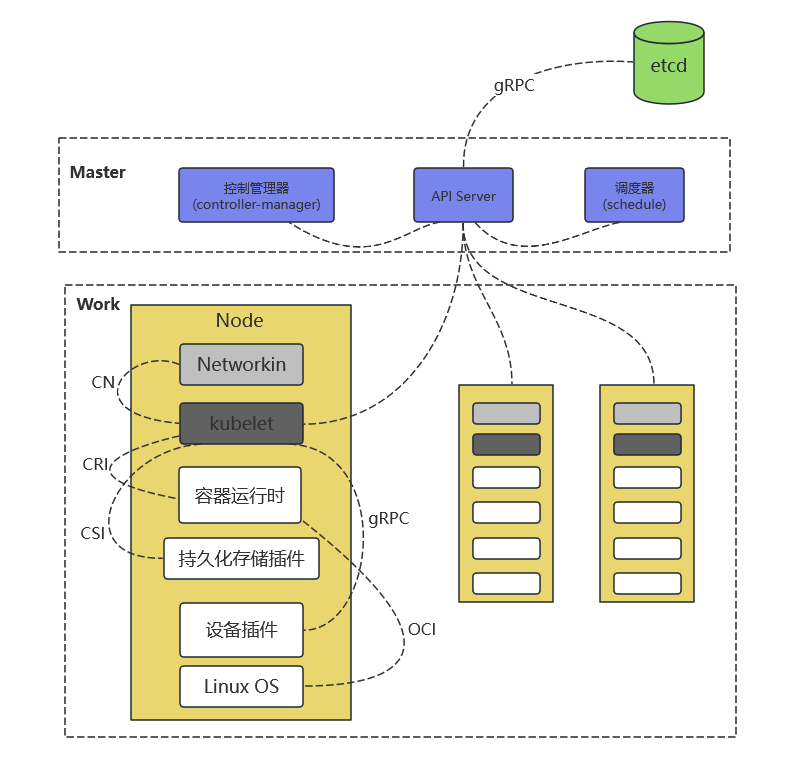 etcd
gRPC
Master
控制管理器
(controller-manager)
API Server
调度器
(schedule)
Work
Node
Networkin
CN
kubelet
CRI
容器运行时
gRPC
CSI
持久化存储插件
设备插件
OCI
Linux OS